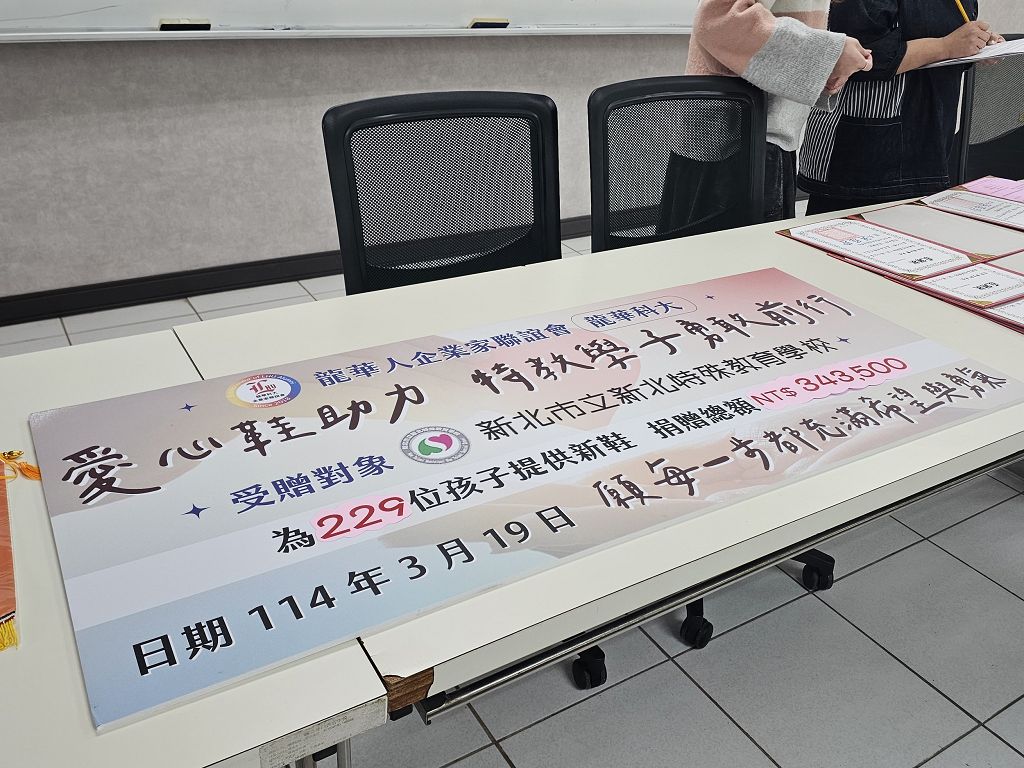 龍華人企業家聯誼會 龍華科大
愛心鞋助力 特教學子勇敢前行
受贈對象 新北市立新北特殊教育學校
為229位孩子提供新鞋 捐贈總額 NT$ 343,500
日期 114 年 3 月 19 日 願每一步都充滿希望與愛